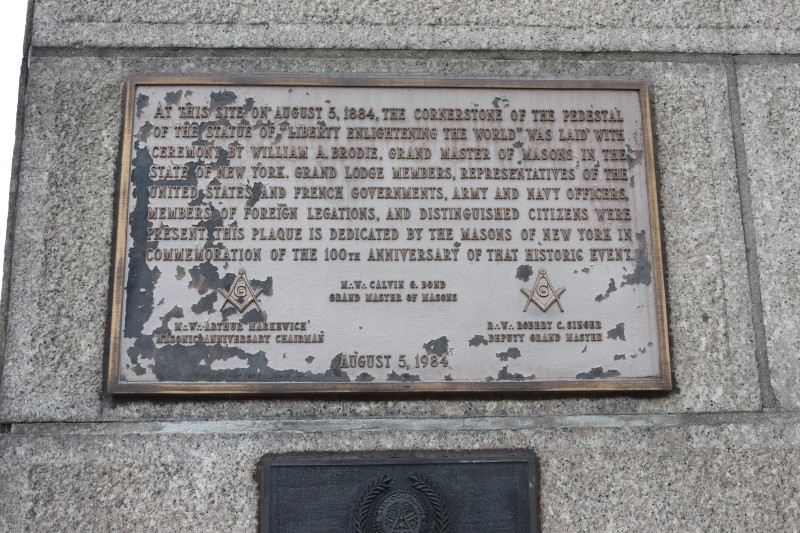 AT THIS SITE ON AUGUST 5, 1884, THE CORNERSTONE OF THE PEDESTAL
OF THE STATUE OF "LIBERTY ENLIGHTENING THE WORLD" WAS LAID WITH
CEREMONY BY WILLIAM A. BRODIE, GRAND MASTER OF MASONS IN THE
STATE OF NEW YORK. GRAND LODGE MEMBERS, REPRESENTATIVES OF THE
UNITED STATES AND FRENCH GOVERNMENTS, ARMY AND NAVY OFFICERS,
MEMBERS OF FOREIGN LEGATIONS, AND DISTINGUISHED CITIZENS WERE
PRESENT. THIS PLAQUE IS DEDICATED BY THE MASONS OF NEW YORK IN
COMMEMORATION OF THE 100TH ANNIVERSARY OF THAT HISTORIC EVENT.
M∴W∴ CALVIN G. BOND
GRAND MASTER OF MASONS
G
G
M∴W∴ ARTHUR MARKEWICH
MASONIC ANNIVERSARY CHAIRMAN
R∴W∴ ROBERT C. SINGER
DEPUTY GRAND MASTER
AUGUST 5, 1984